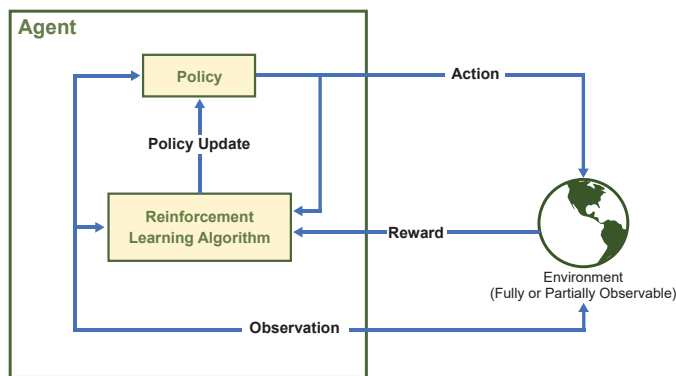 Agent
Policy
Action
Policy Update
Reinforcement
Learning Algorithm
Reward
Environment
(Fully or Partially Observable)
Observation